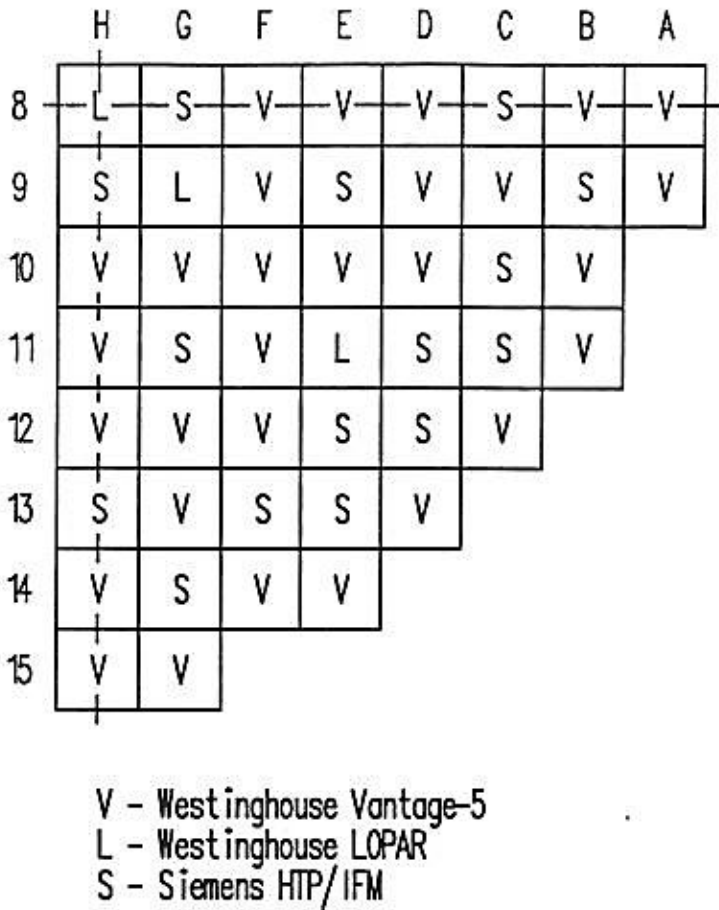 H G F E D C B A
8 L S V V V S V V
9 S L V S V V S V
10 V V V V V S V
11 V S V L S S V
12 V V V S S V
13 S V S S V
14 V S V V
15 V V
V - Westinghouse Vantage-5
L - Westinghouse LOPAR
S - Siemens HTP/IFM